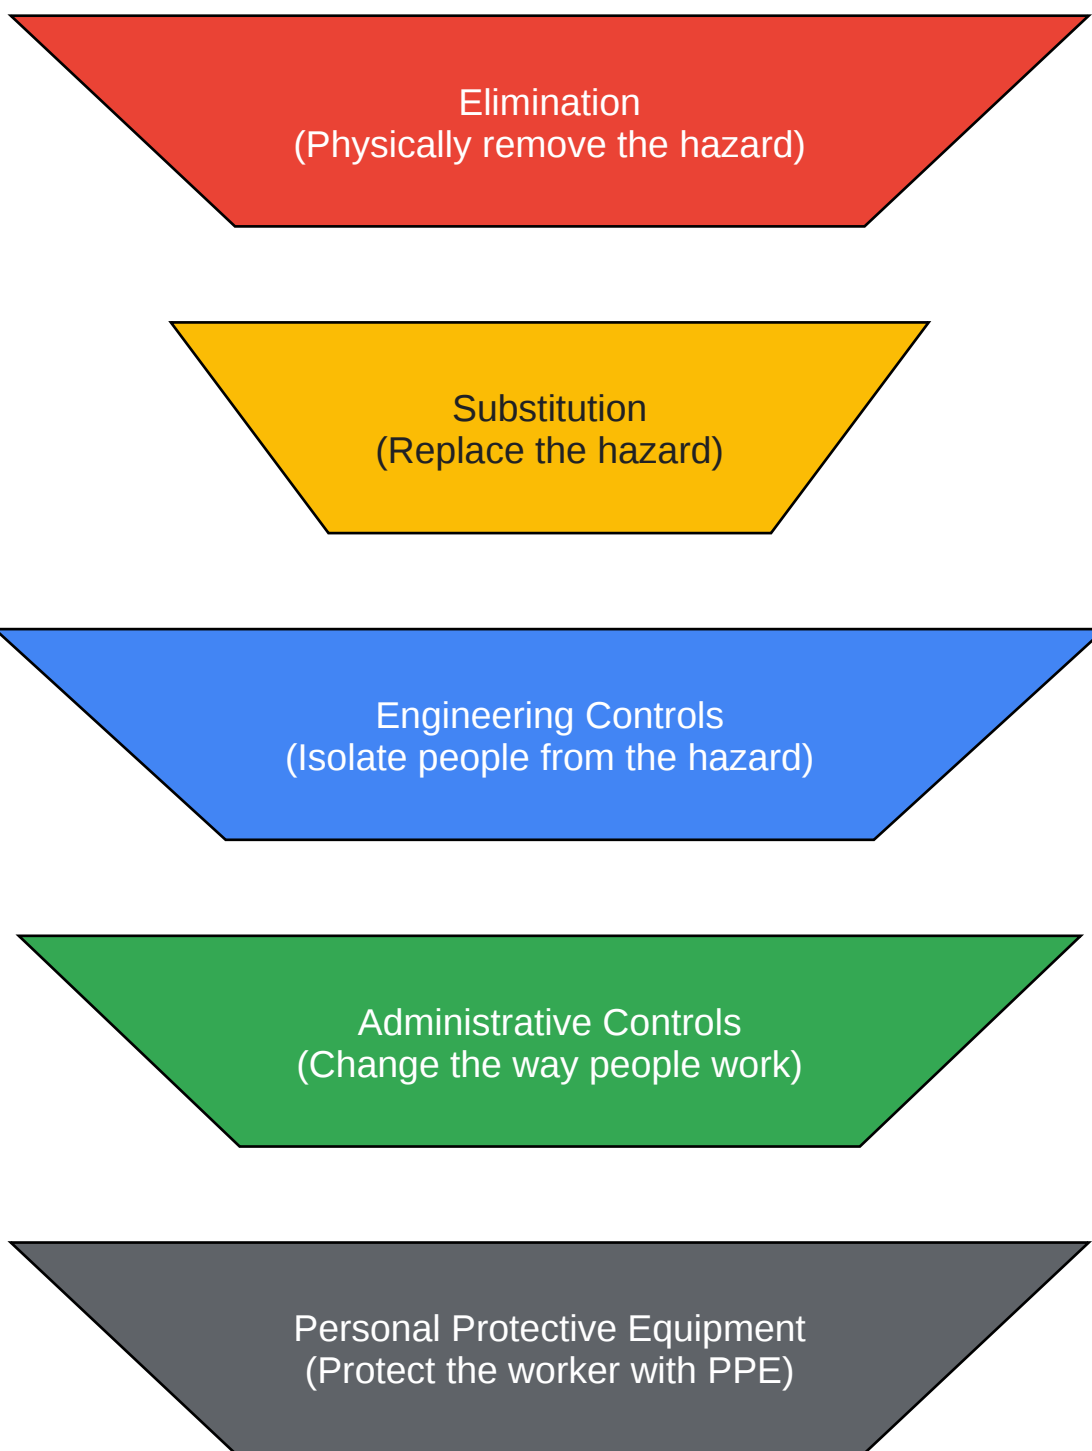 Elimination
(Physically remove the hazard)
Substitution
(Replace the hazard)
Engineering Controls
(Isolate people from the hazard)
Administrative Controls
(Change the way people work)
Personal Protective Equipment
(Protect the worker with PPE)